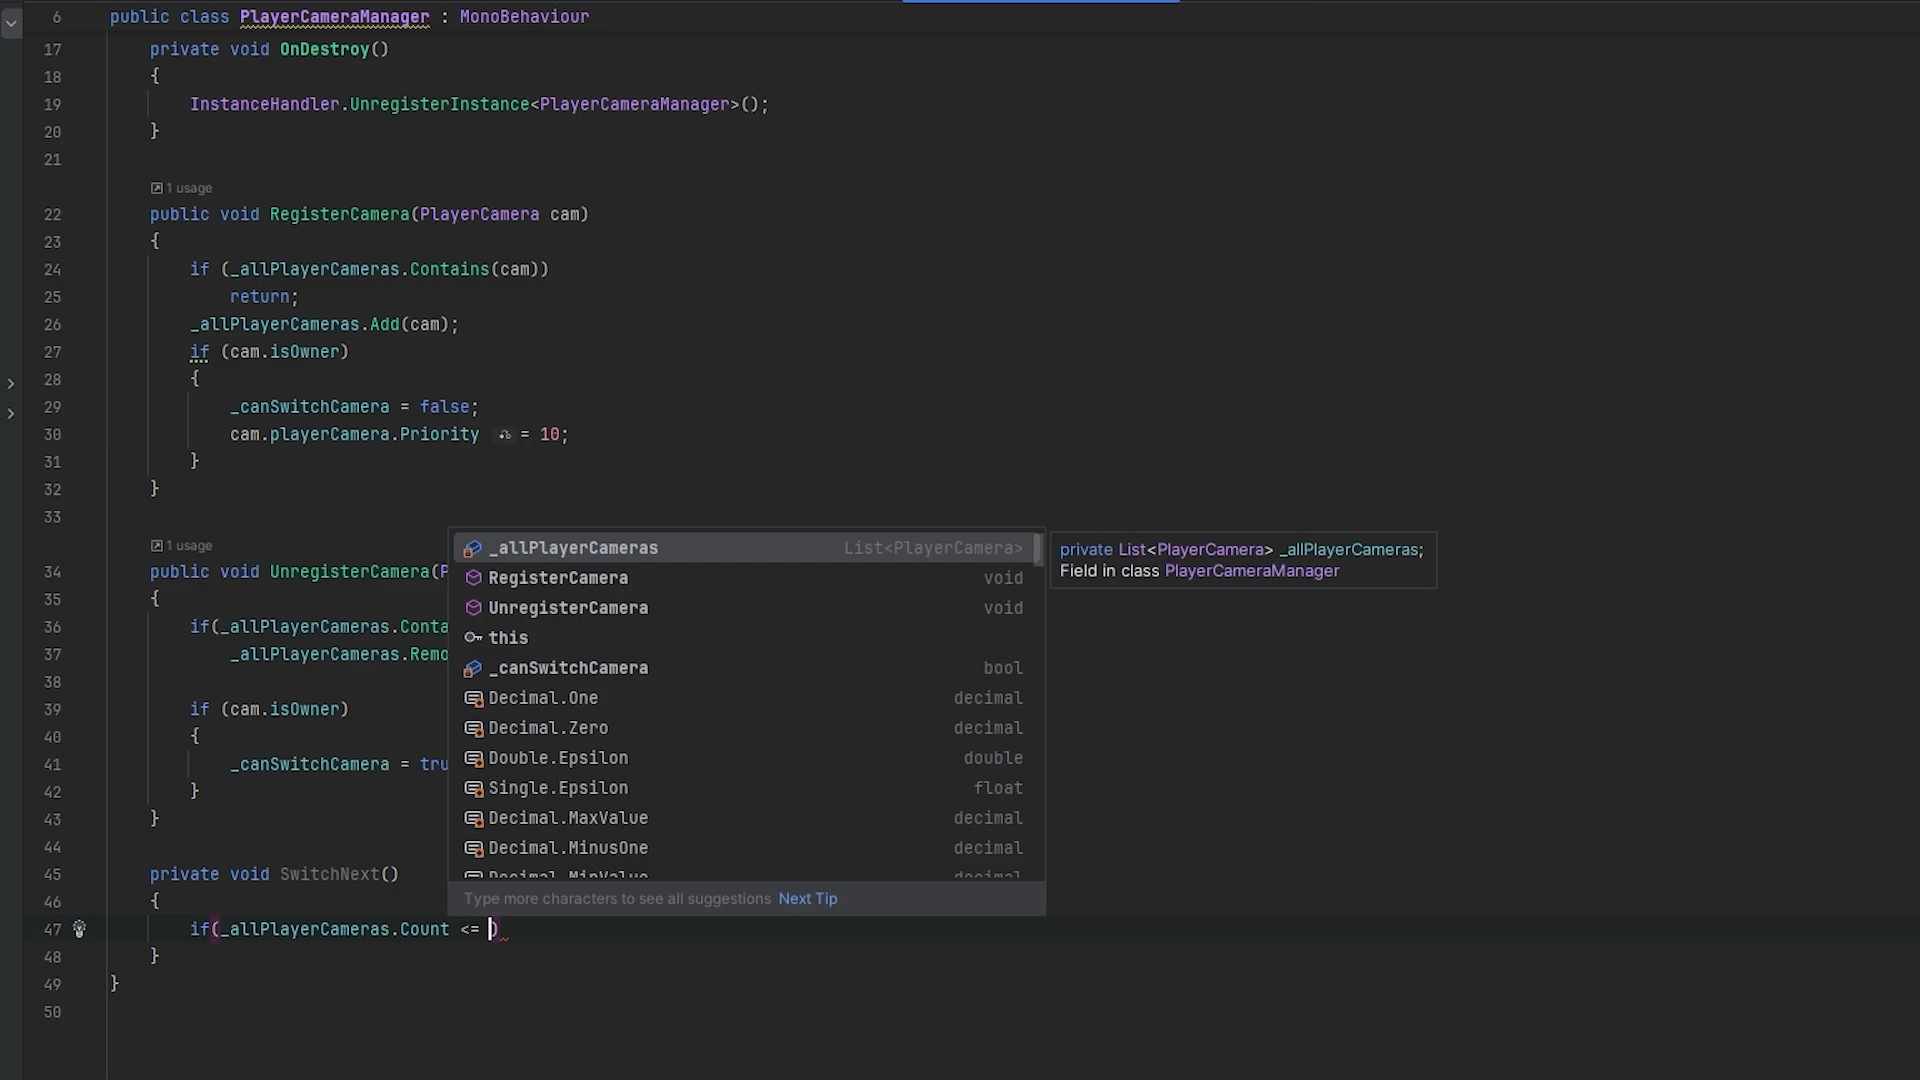 6 public class PlayerCameraManager : MonoBehaviour
17 private void OnDestroy()
18 {
19 InstanceHandler.UnregisterInstance<PlayerCameraManager>();
20 }
21
1 usage
22 public void RegisterCamera(PlayerCamera cam)
23 {
24 if (_allPlayerCameras.Contains(cam))
25 return;
26 _allPlayerCameras.Add(cam);
27 if (cam.isOwner)
28 {
29 _canSwitchCamera = false;
30 cam.playerCamera.Priority = 10;
31 }
32 }
33
1 usage
34 public void UnregisterCamera(P
35 {
36 if(_allPlayerCameras.Conta
37 _allPlayerCameras.Remo
38
39 if (cam.isOwner)
40 {
41 _canSwitchCamera = tru
42 }
43 }
44
45 private void SwitchNext()
46 {
47 if(_allPlayerCameras.Count <= )
48 }
49 }
50
_allPlayerCameras List<PlayerCamera>
RegisterCamera void
UnregisterCamera void
this
_canSwitchCamera bool
Decimal.One decimal
Decimal.Zero decimal
Double.Epsilon double
Single.Epsilon float
Decimal.MaxValue decimal
Decimal.MinusOne decimal
Decimal.MinValue decimal
Type more characters to see all suggestions Next Tip
private List<PlayerCamera> _allPlayerCameras;
Field in class PlayerCameraManager